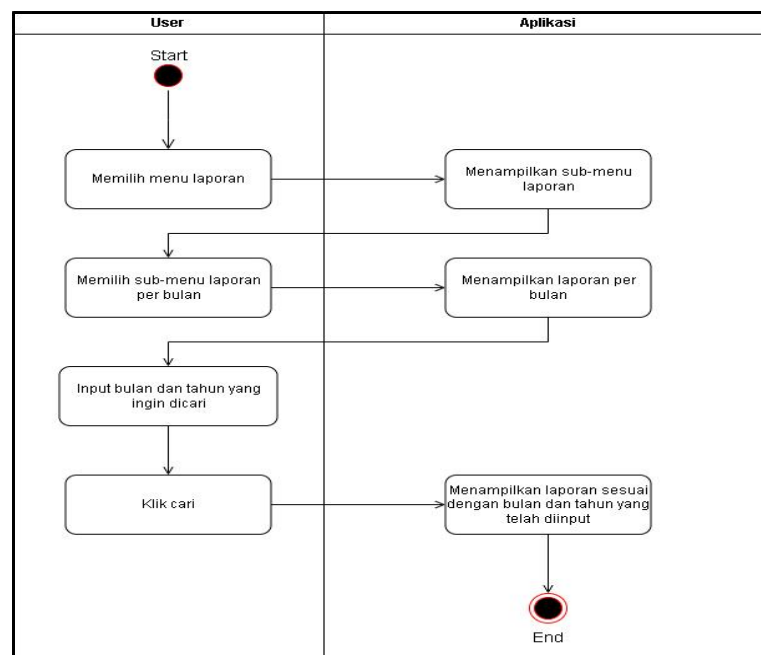 User
Aplikasi
Start
Memilih menu laporan
Menampilkan sub-menu
laporan
Memilih sub-menu laporan
per bulan
Menampilkan laporan per
bulan
Input bulan dan tahun yang
ingin dicari
Klik cari
Menampilkan laporan sesuai
dengan bulan dan tahun yang
telah diinput
End